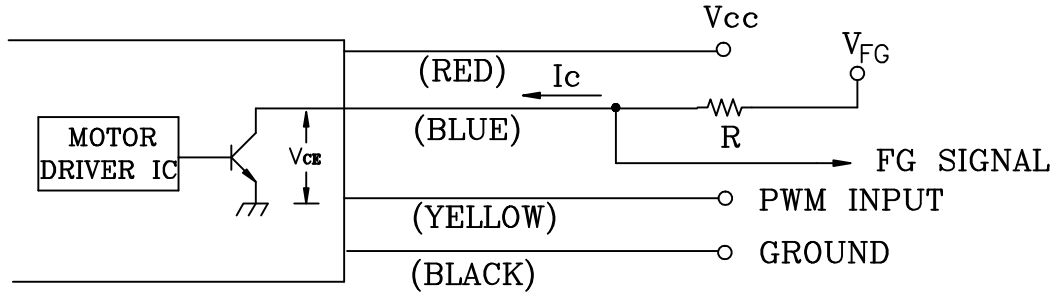 Vcc
VFG
(RED)
Ic
(BLUE)
R
MOTOR
DRIVER IC
VCE
FG SIGNAL
(YELLOW)
PWM INPUT
(BLACK)
GROUND